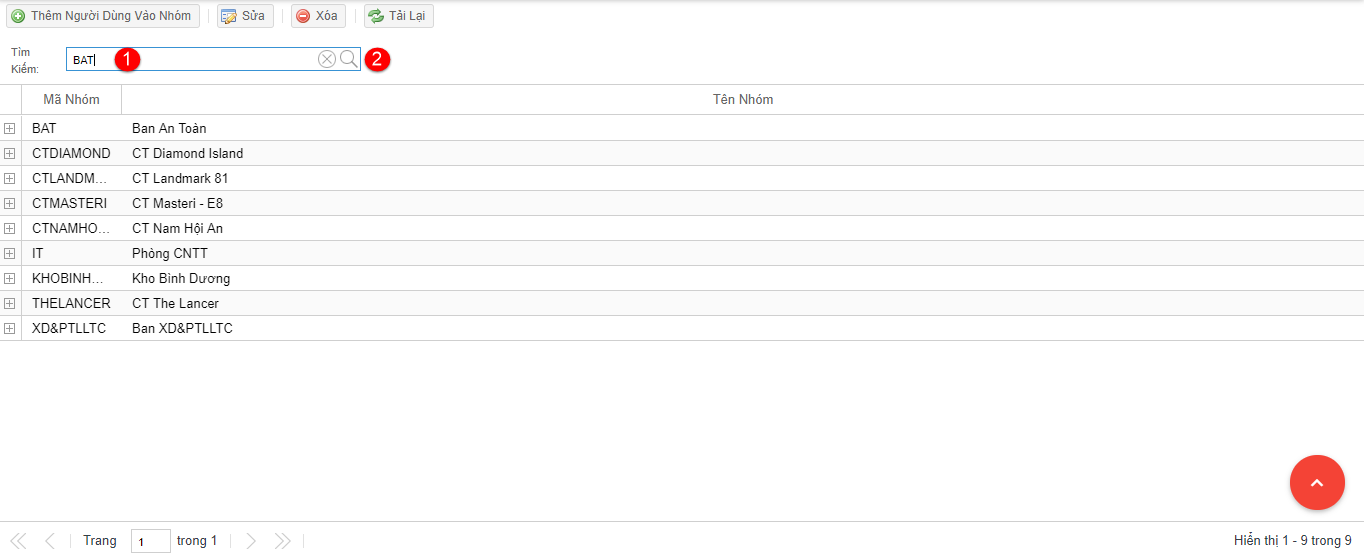 Thêm Người Dùng Vào Nhóm Sửa Xóa Tải Lại
Tìm
Kiếm:
BAT 1 2
Mã Nhóm Tên Nhóm
BAT Ban An Toàn
CTDIAMOND CT Diamond Island
CTLANDM... CT Landmark 81
CTMASTERI CT Masteri - E8
CTNAMHO... CT Nam Hội An
IT Phòng CNTT
KHOBINH... Kho Bình Dương
THELANCER CT The Lancer
XD&PTLLTC Ban XD&PTLLTC
Trang 1 trong 1 Hiển thị 1 - 9 trong 9